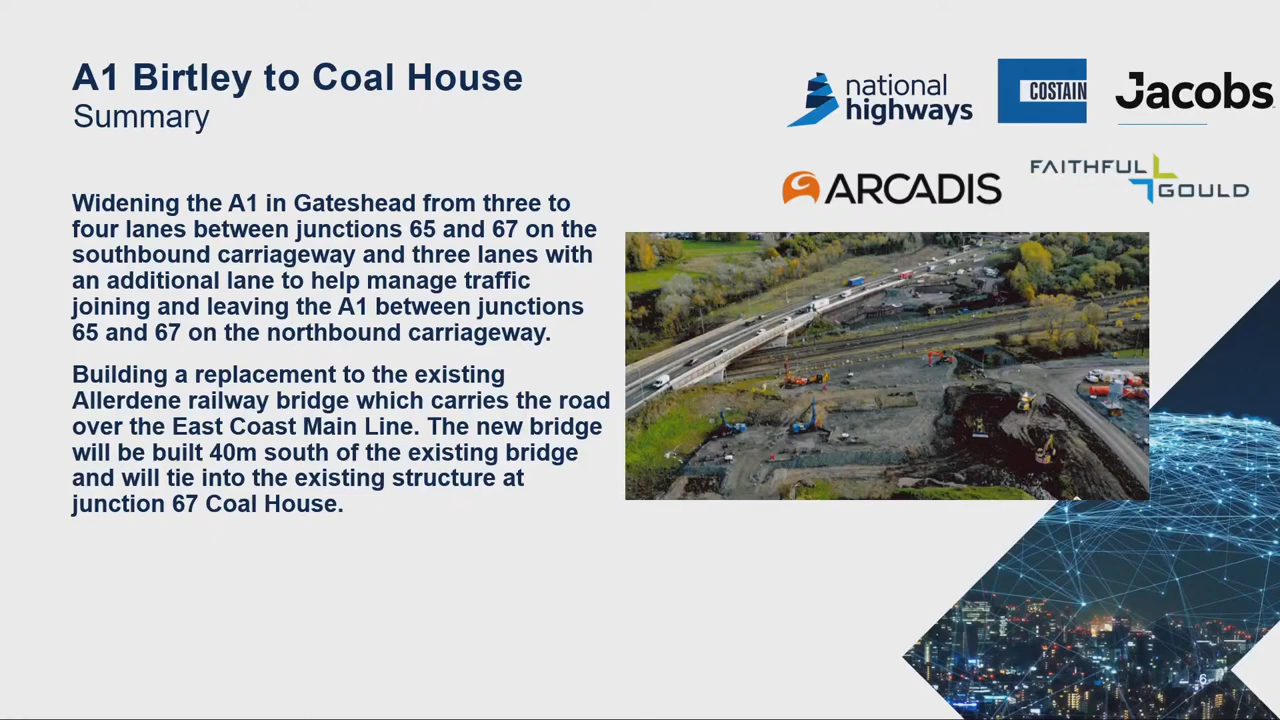 A1 Birtley to Coal House
Summary
national
highways
COSTAIN
Jacobs
ARCADIS
FAITHFUL
GOULD
Widening the A1 in Gateshead from three to
four lanes between junctions 65 and 67 on the
southbound carriageway and three lanes with
an additional lane to help manage traffic
joining and leaving the A1 between junctions
65 and 67 on the northbound carriageway.
Building a replacement to the existing
Allerdene railway bridge which carries the road
over the East Coast Main Line. The new bridge
will be built 40m south of the existing bridge
and will tie into the existing structure at
junction 67 Coal House.
6